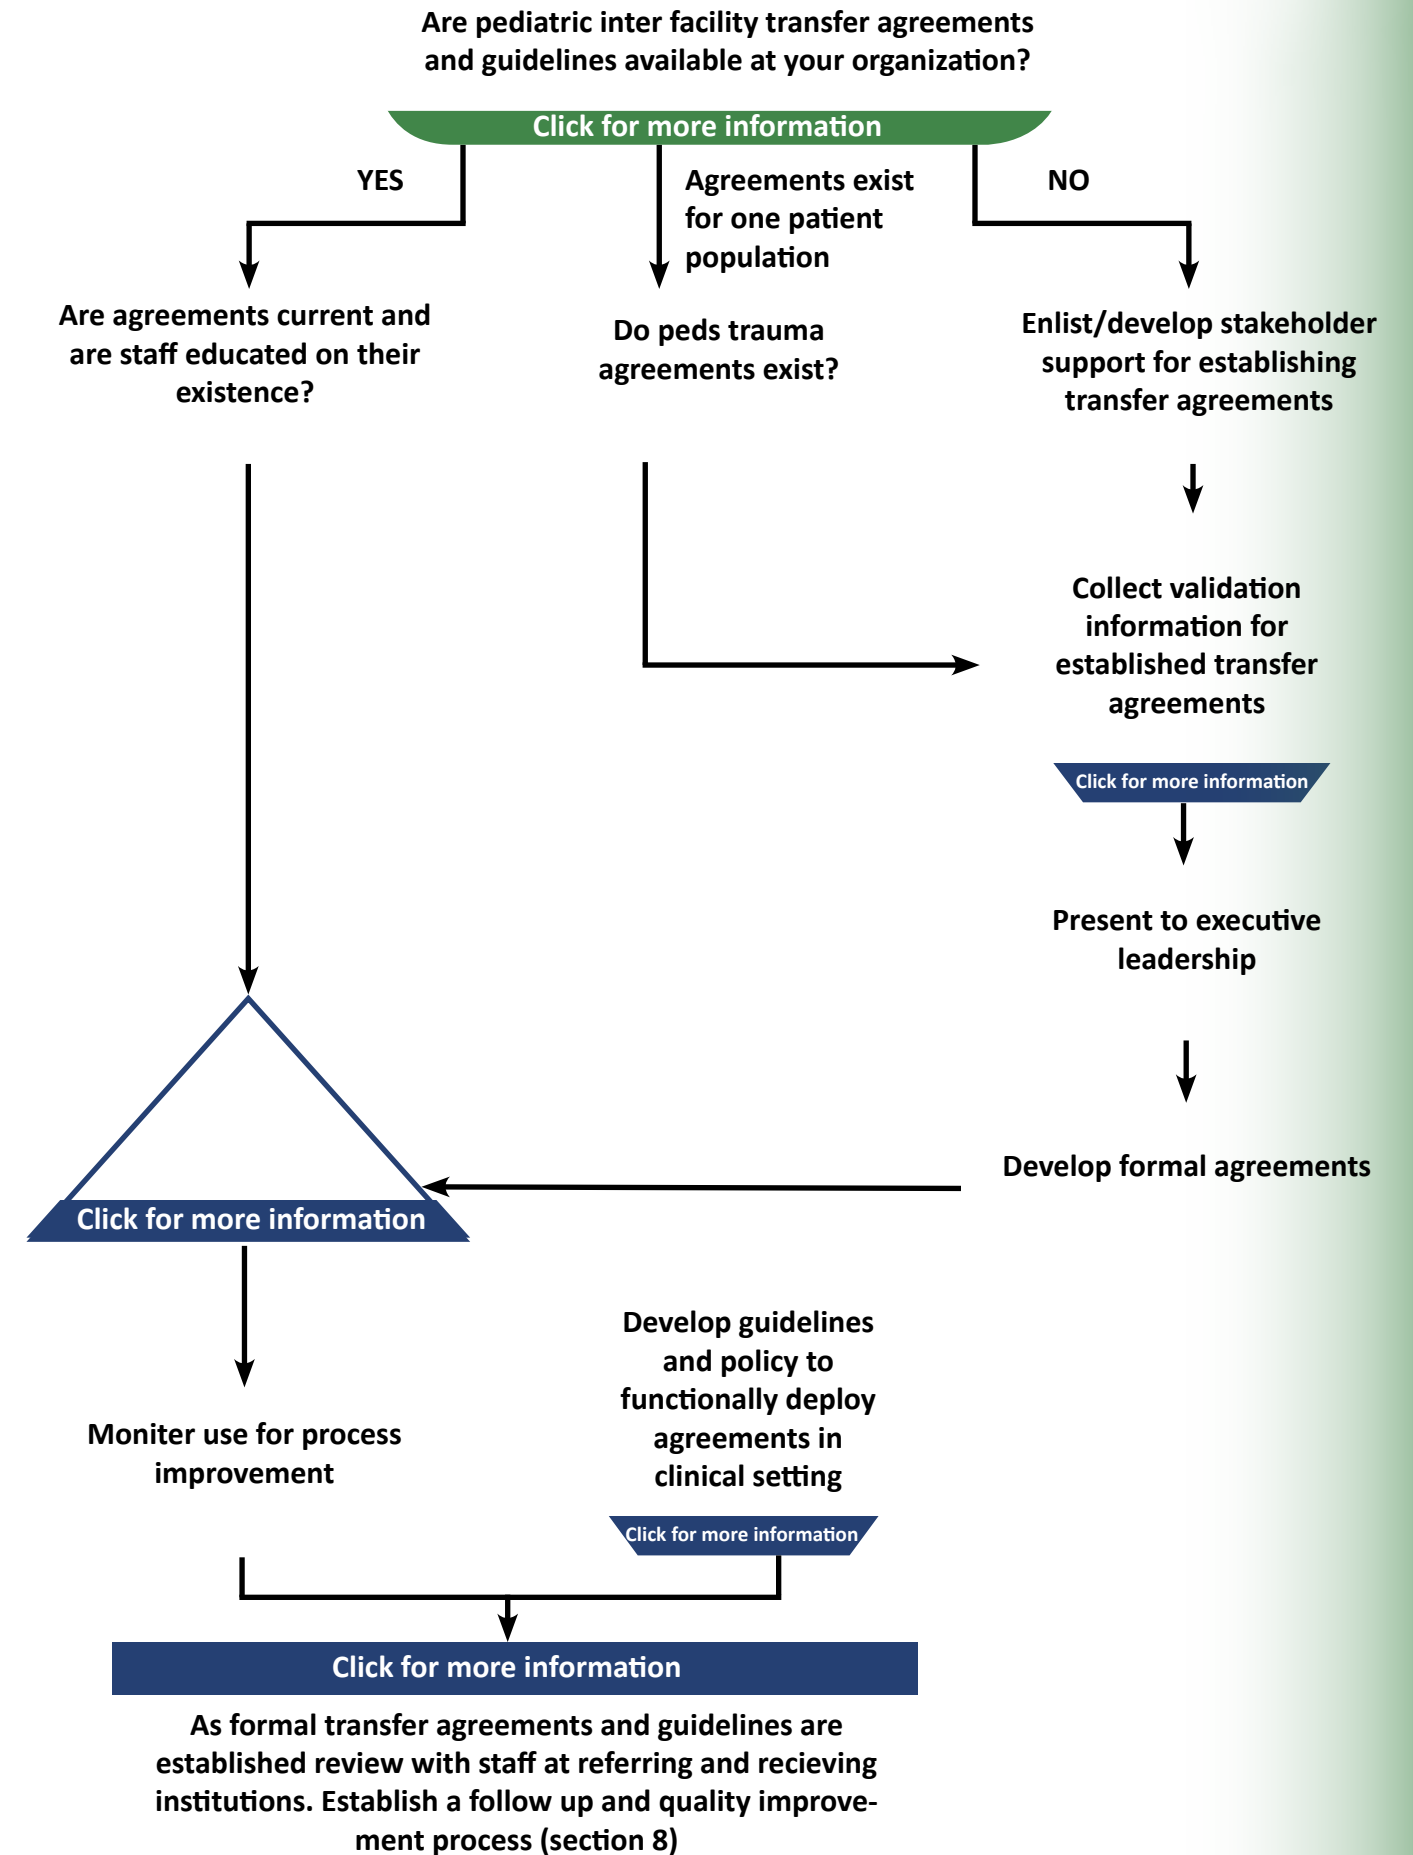 Are pediatric inter facility transfer agreements
and guidelines available at your organization?
Click for more information
YES
Agreements exist
for one patient
population
NO
Are agreements current and
are staff educated on their
existence?
Do peds trauma
agreements exist?
Enlist/develop stakeholder
support for establishing
transfer agreements
Collect validation
information for
established transfer
agreements
Click for more information
Present to executive
leadership
Develop formal agreements
Click for more information
Develop guidelines
and policy to
functionally deploy
agreements in
clinical setting
Click for more information
Moniter use for process
improvement
Click for more information
As formal transfer agreements and guidelines are
established review with staff at referring and recieving
institutions. Establish a follow up and quality improve-
ment process (section 8)